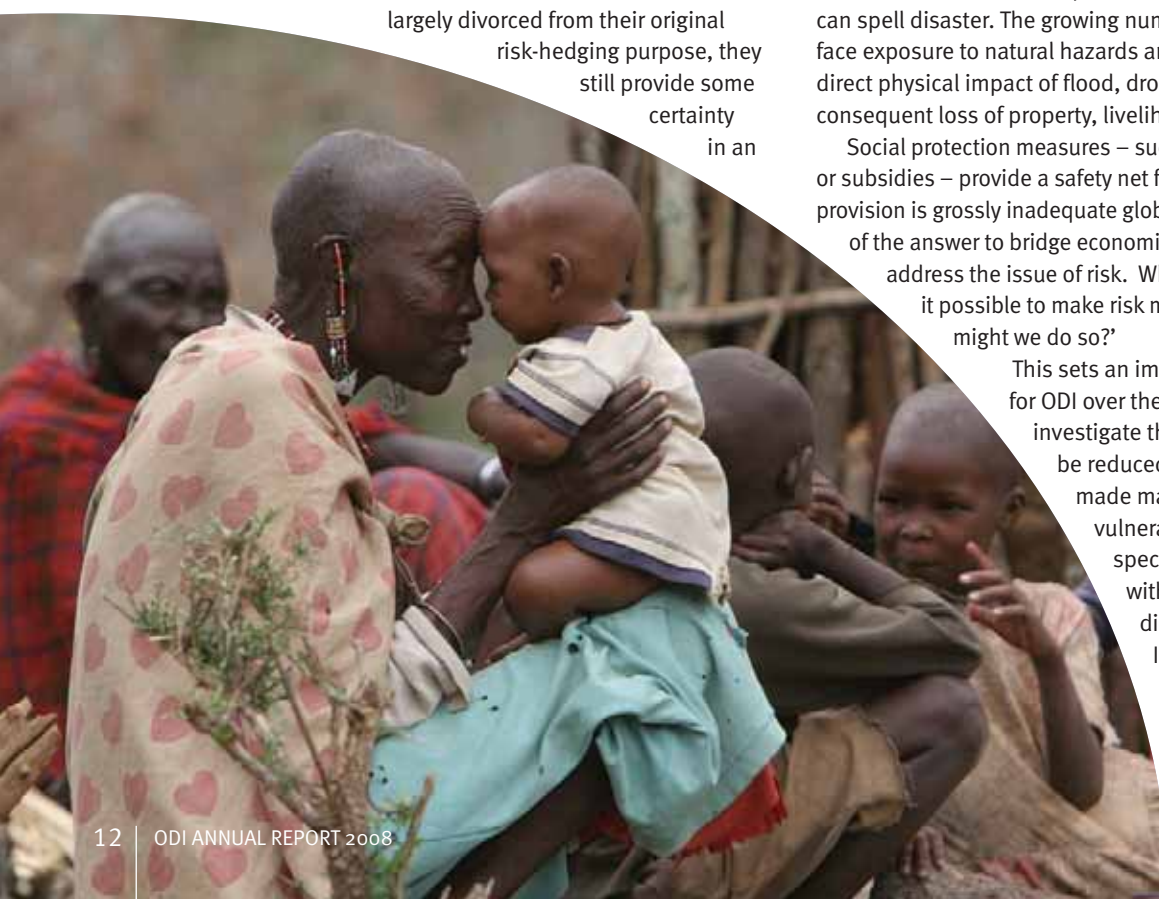 largely divorced from their original
risk-hedging purpose, they
still provide some
certainty
in an
can spell disaster. The growing num
face exposure to natural hazards an
direct physical impact of flood, dro
consequent loss of property, livelih
Social protection measures – su
or subsidies – provide a safety net f
provision is grossly inadequate glob
of the answer to bridge economi
address the issue of risk. Wh
it possible to make risk m
might we do so?’
This sets an im
for ODI over the
investigate th
be reduced
made ma
vulnera
spec
with
di
l
12 | ODI ANNUAL REPORT 2008